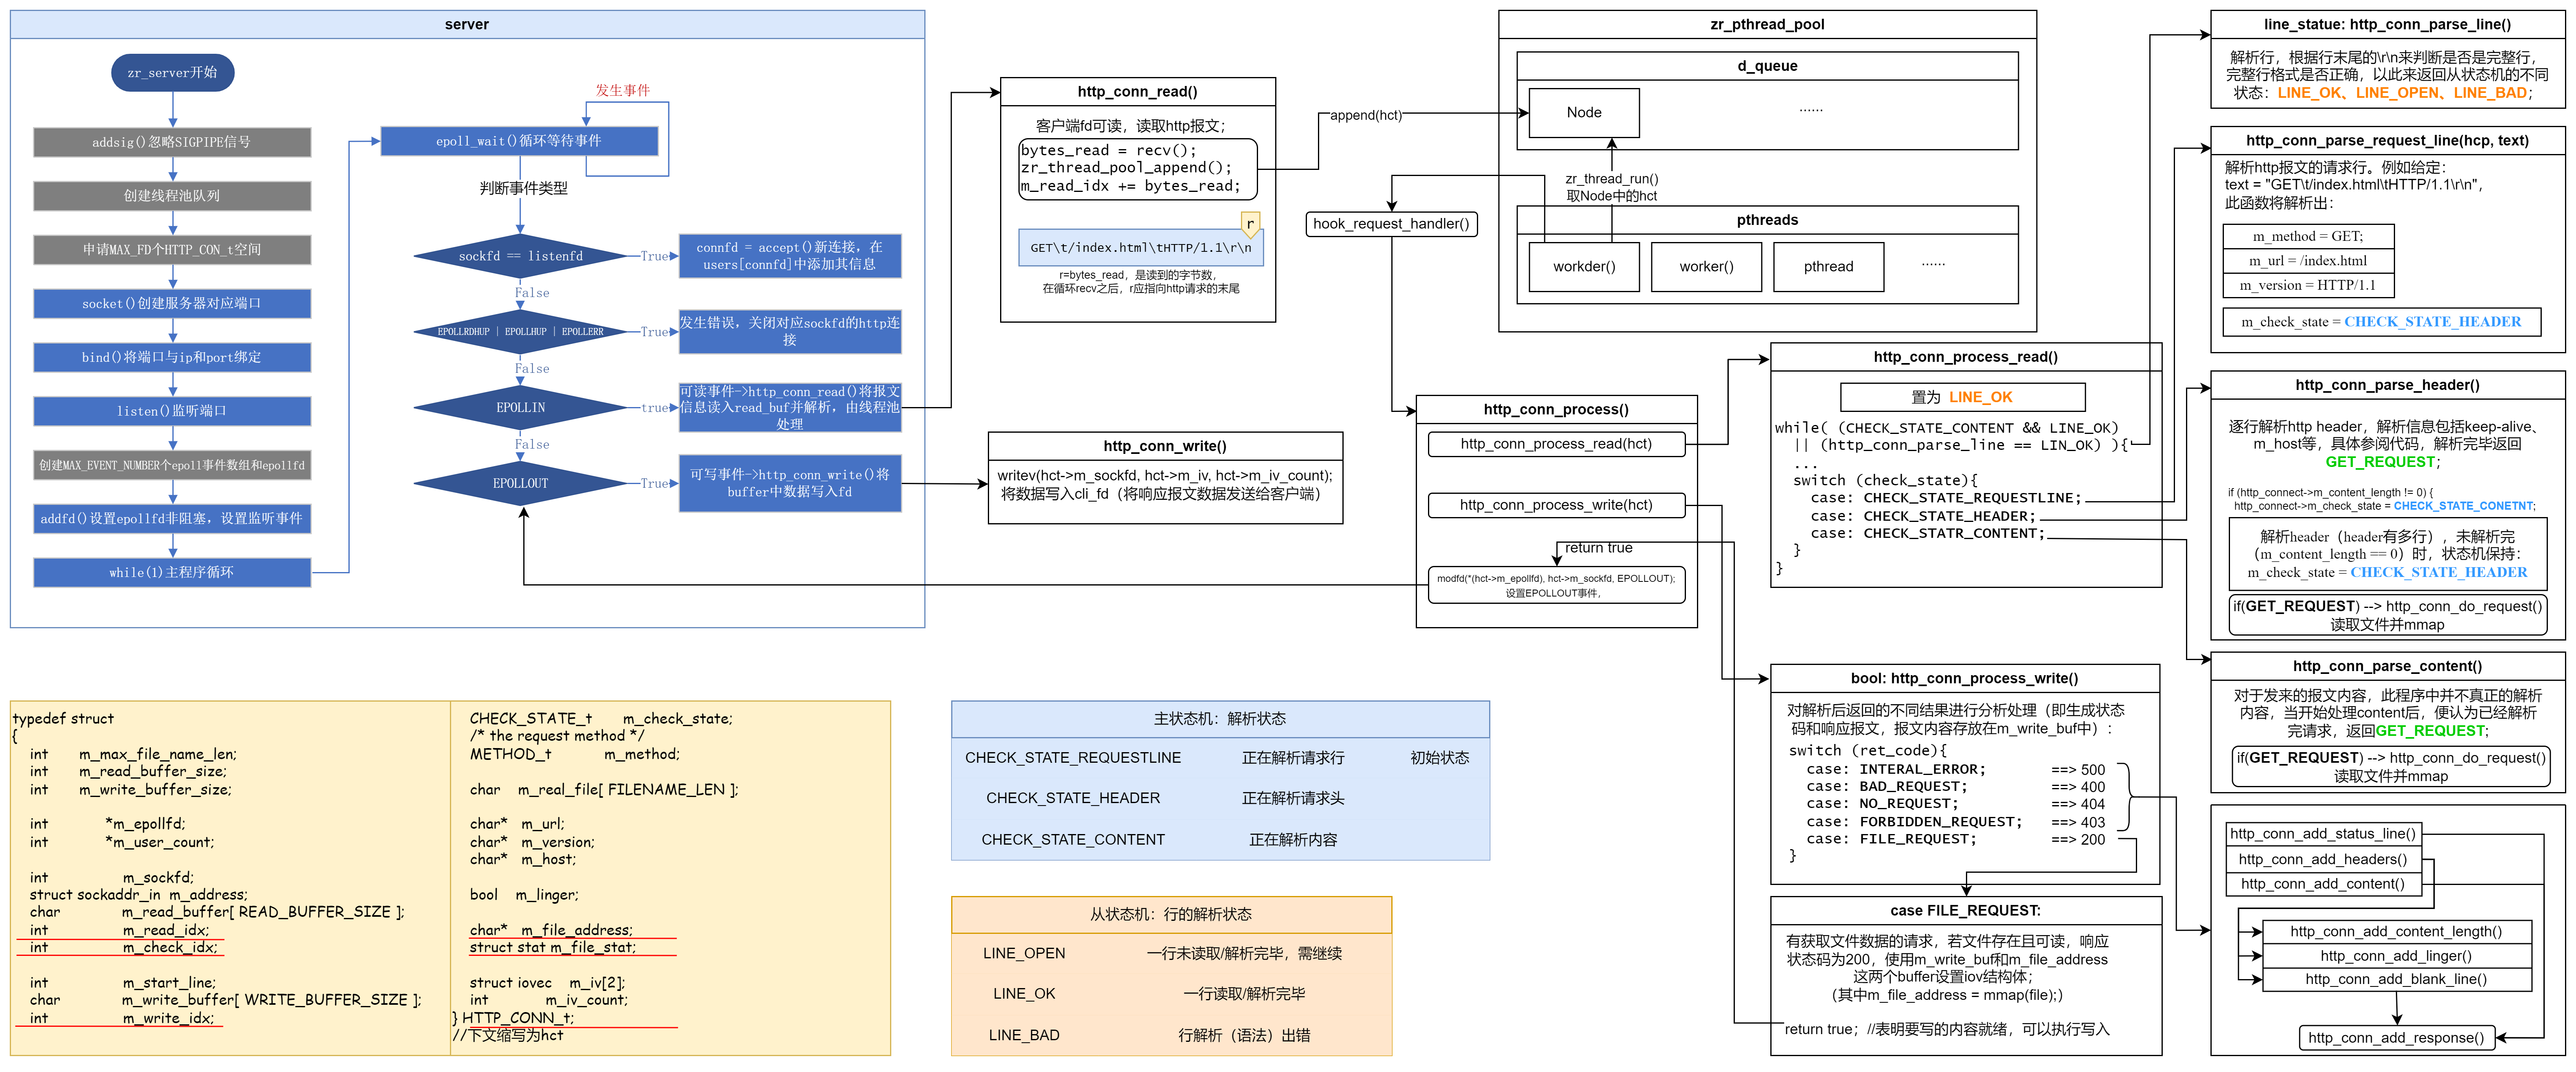 server
zr_server开始
addsig()忽略SIGPIPE信号
创建线程池队列
申请MAX_FD个HTTP_CON_t空间
socket()创建服务器对应端口
bind()将端口与ip和port绑定
listen()监听端口
创建MAX_EVENT_NUMBER个epoll事件数组和epollfd
addfd()设置epollfd非阻塞，设置监听事件
while(1)主程序循环
发生事件
epoll_wait()循环等待事件
判断事件类型
sockfd == listenfd
True
connfd = accept()新连接，在
users[connfd]中添加其信息
False
EPOLLRDHUP | EPOLLHUP | EPOLLERR
True
发生错误，关闭对应sockfd的http连
接
False
EPOLLIN
true
可读事件->http_conn_read()将报文
信息读入read_buf并解析，由线程池
处理
False
EPOLLOUT
True
可写事件->http_conn_write()将
buffer中数据写入fd
http_conn_read()
客户端fd可读，读取http报文；
bytes_read = recv();
zr_thread_pool_append();
m_read_idx += bytes_read;
r
GET\t/index.html\tHTTP/1.1\r\n
r=bytes_read，是读到的字节数，
在循环recv之后，r应指向http请求的末尾
http_conn_write()
writev(hct->m_sockfd, hct->m_iv, hct->m_iv_count);
将数据写入cli_fd（将响应报文数据发送给客户端）
append(hct)
zr_pthread_pool
d_queue
Node
......
zr_thread_run()
取Node中的hct
pthreads
workder()
worker()
pthread
......
hook_request_handler()
http_conn_process()
http_conn_process_read(hct)
http_conn_process_write(hct)
return true
modfd(*(hct->m_epollfd), hct->m_sockfd, EPOLLOUT);
设置EPOLLOUT事件，
http_conn_process_read()
置为 LINE_OK
while( (CHECK_STATE_CONTENT && LINE_OK)
|| (http_conn_parse_line == LIN_OK) ){
...
switch (check_state){
case: CHECK_STATE_REQUESTLINE;
case: CHECK_STATE_HEADER;
case: CHECK_STATR_CONTENT;
}
}
bool: http_conn_process_write()
对解析后返回的不同结果进行分析处理（即生成状态
码和响应报文，报文内容存放在m_write_buf中）：
switch (ret_code){
case: INTERAL_ERROR; ==> 500
case: BAD_REQUEST; ==> 400
case: NO_REQUEST; ==> 404
case: FORBIDDEN_REQUEST; ==> 403
case: FILE_REQUEST; ==> 200
}
case FILE_REQUEST:
有获取文件数据的请求，若文件存在且可读，响应
状态码为200，使用m_write_buf和m_file_address
这两个buffer设置iov结构体；
（其中m_file_address = mmap(file);）
return true； //表明要写的内容就绪，可以执行写入
line_statue: http_conn_parse_line()
解析行，根据行末尾的\r\n来判断是否是完整行，
完整行格式是否正确，以此来返回从状态机的不同
状态：LINE_OK、LINE_OPEN、LINE_BAD；
http_conn_parse_request_line(hcp, text)
解析http报文的请求行。例如给定：
text = "GET\t/index.html\tHTTP/1.1\r\n"，
此函数将解析出：
m_method = GET;
m_url = /index.html
m_version = HTTP/1.1
m_check_state = CHECK_STATE_HEADER
http_conn_parse_header()
逐行解析http header，解析信息包括keep-alive、
m_host等，具体参阅代码，解析完毕返回
GET_REQUEST；
if (http_connect->m_content_length != 0) {
http_connect->m_check_state = CHECK_STATE_CONETNT;
解析header（header有多行），未解析完
（m_content_length == 0）时，状态机保持：
m_check_state = CHECK_STATE_HEADER
if(GET_REQUEST) --> http_conn_do_request()
读取文件并mmap
http_conn_parse_content()
对于发来的报文内容，此程序中并不真正的解析
内容，当开始处理content后，便认为已经解析
完请求，返回GET_REQUEST；
if(GET_REQUEST) --> http_conn_do_request()
读取文件并mmap
http_conn_add_status_line()
http_conn_add_headers()
http_conn_add_content()
http_conn_add_content_length()
http_conn_add_linger()
http_conn_add_blank_line()
http_conn_add_response()
typedef struct
{
int m_max_file_name_len;
int m_read_buffer_size;
int m_write_buffer_size;
int *m_epollfd;
int *m_user_count;
int m_sockfd;
struct sockaddr_in m_address;
char m_read_buffer[ READ_BUFFER_SIZE ];
int m_read_idx;
int m_check_idx;
int m_start_line;
char m_write_buffer[ WRITE_BUFFER_SIZE ];
int m_write_idx;
CHECK_STATE_t m_check_state;
/* the request method */
METHOD_t m_method;
char m_real_file[ FILENAME_LEN ];
char* m_url;
char* m_version;
char* m_host;
bool m_linger;
char* m_file_address;
struct stat m_file_stat;
struct iovec m_iv[2];
int m_iv_count;
} HTTP_CONN_t;
//下文缩写为hct
主状态机：解析状态
CHECK_STATE_REQUESTLINE 正在解析请求行 初始状态
CHECK_STATE_HEADER 正在解析请求头
CHECK_STATE_CONTENT 正在解析内容
从状态机：行的解析状态
LINE_OPEN 一行未读取/解析完毕，需继续
LINE_OK 一行读取/解析完毕
LINE_BAD 行解析（语法）出错